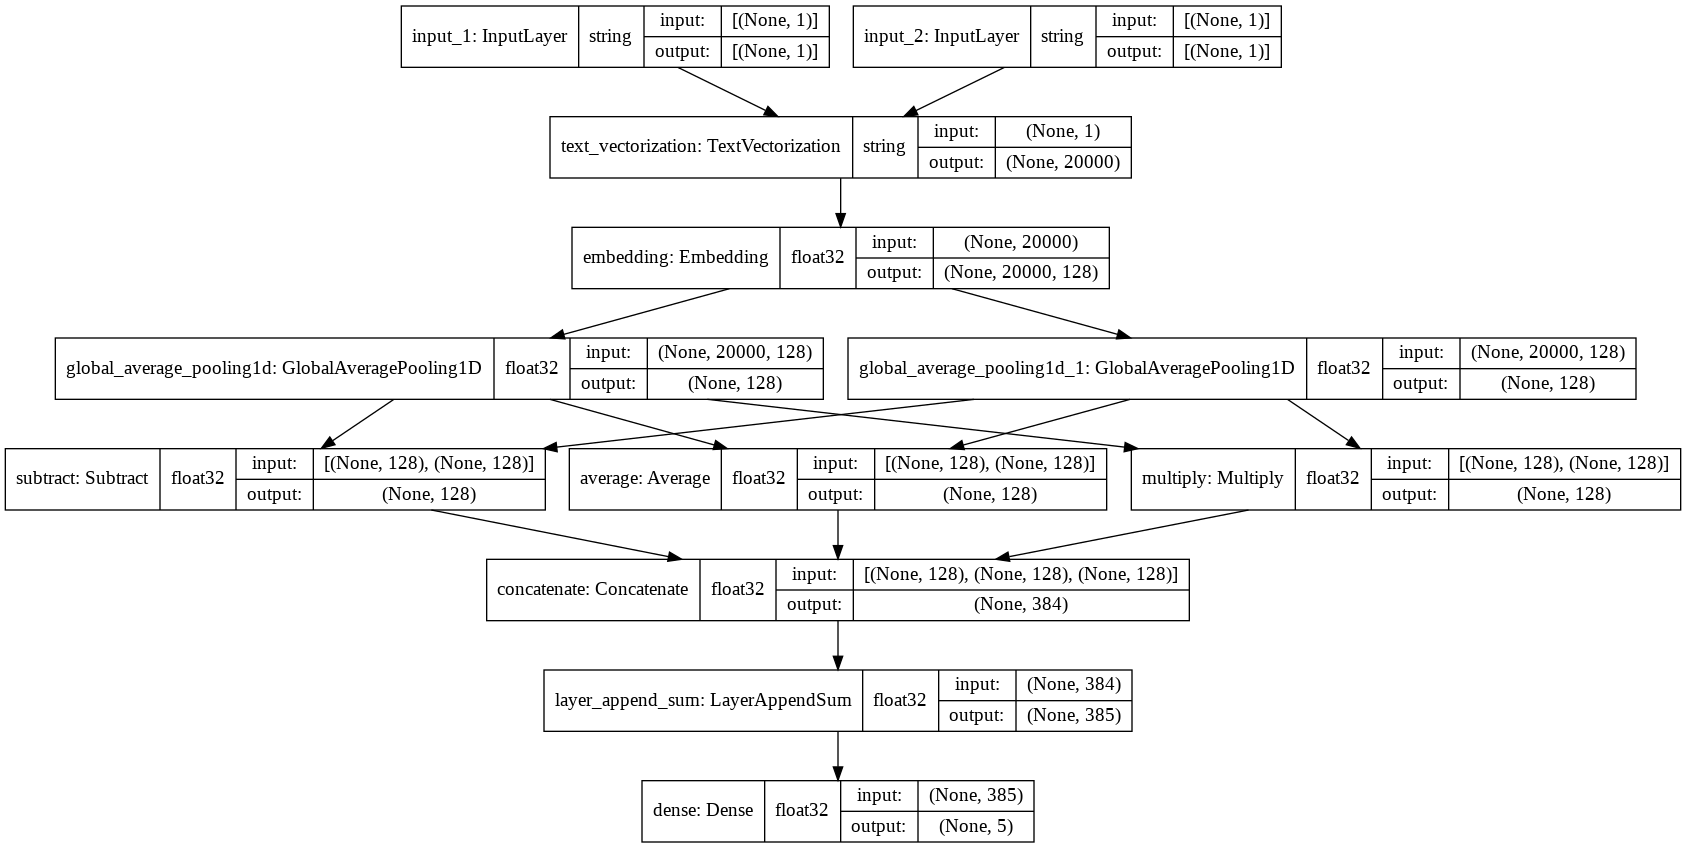 input_1: InputLayer string input: [(None, 1)]
output: [(None, 1)]
input_2: InputLayer string input: [(None, 1)]
output: [(None, 1)]
text_vectorization: TextVectorization string input: (None, 1)
output: (None, 20000)
embedding: Embedding float32 input: (None, 20000)
output: (None, 20000, 128)
global_average_pooling1d: GlobalAveragePooling1D float32 input: (None, 20000, 128)
output: (None, 128)
global_average_pooling1d_1: GlobalAveragePooling1D float32 input: (None, 20000, 128)
output: (None, 128)
subtract: Subtract float32 input: [(None, 128), (None, 128)]
output: (None, 128)
average: Average float32 input: [(None, 128), (None, 128)]
output: (None, 128)
multiply: Multiply float32 input: [(None, 128), (None, 128)]
output: (None, 128)
concatenate: Concatenate float32 input: [(None, 128), (None, 128), (None, 128)]
output: (None, 384)
layer_append_sum: LayerAppendSum float32 input: (None, 384)
output: (None, 385)
dense: Dense float32 input: (None, 385)
output: (None, 5)